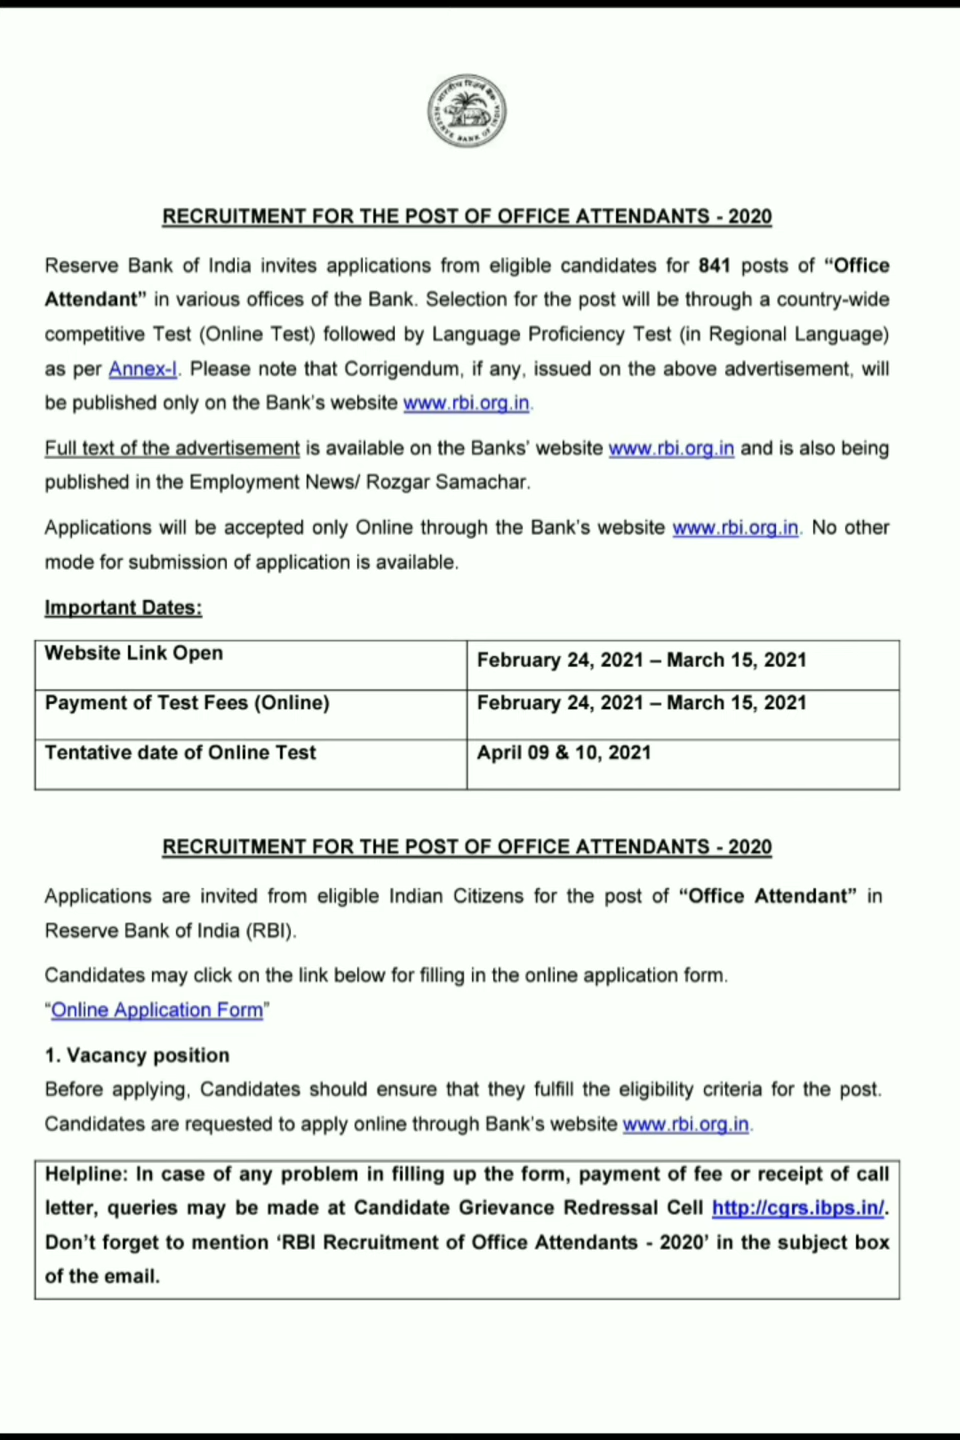 भारतीय रिज़र्व बैंक
RESERVE BANK OF INDIA
RECRUITMENT FOR THE POST OF OFFICE ATTENDANTS - 2020
Reserve Bank of India invites applications from eligible candidates for 841 posts of “Office
Attendant” in various offices of the Bank. Selection for the post will be through a country-wide
competitive Test (Online Test) followed by Language Proficiency Test (in Regional Language)
as per Annex-I. Please note that Corrigendum, if any, issued on the above advertisement, will
be published only on the Bank’s website www.rbi.org.in.
Full text of the advertisement is available on the Banks’ website www.rbi.org.in and is also being
published in the Employment News/ Rozgar Samachar.
Applications will be accepted only Online through the Bank’s website www.rbi.org.in. No other
mode for submission of application is available.
Important Dates:
Website Link Open February 24, 2021 – March 15, 2021
Payment of Test Fees (Online) February 24, 2021 – March 15, 2021
Tentative date of Online Test April 09 & 10, 2021
RECRUITMENT FOR THE POST OF OFFICE ATTENDANTS - 2020
Applications are invited from eligible Indian Citizens for the post of “Office Attendant” in
Reserve Bank of India (RBI).
Candidates may click on the link below for filling in the online application form.
“Online Application Form”
1. Vacancy position
Before applying, Candidates should ensure that they fulfill the eligibility criteria for the post.
Candidates are requested to apply online through Bank’s website www.rbi.org.in.
Helpline: In case of any problem in filling up the form, payment of fee or receipt of call
letter, queries may be made at Candidate Grievance Redressal Cell http://cgrs.ibps.in/.
Don’t forget to mention ‘RBI Recruitment of Office Attendants - 2020’ in the subject box
of the email.